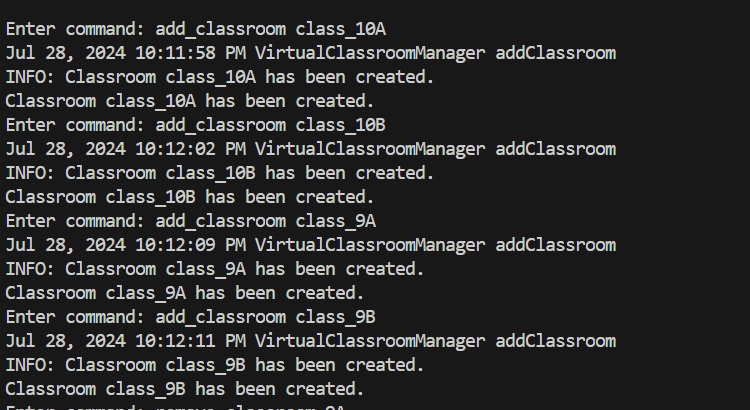 Enter command: add_classroom class_10A
Jul 28, 2024 10:11:58 PM VirtualClassroomManager addClassroom
INFO: Classroom class_10A has been created.
Classroom class_10A has been created.
Enter command: add_classroom class_10B
Jul 28, 2024 10:12:02 PM VirtualClassroomManager addClassroom
INFO: Classroom class_10B has been created.
Classroom class_10B has been created.
Enter command: add_classroom class_9A
Jul 28, 2024 10:12:09 PM VirtualClassroomManager addClassroom
INFO: Classroom class_9A has been created.
Classroom class_9A has been created.
Enter command: add_classroom class_9B
Jul 28, 2024 10:12:11 PM VirtualClassroomManager addClassroom
INFO: Classroom class_9B has been created.
Classroom class_9B has been created.
Enter command: